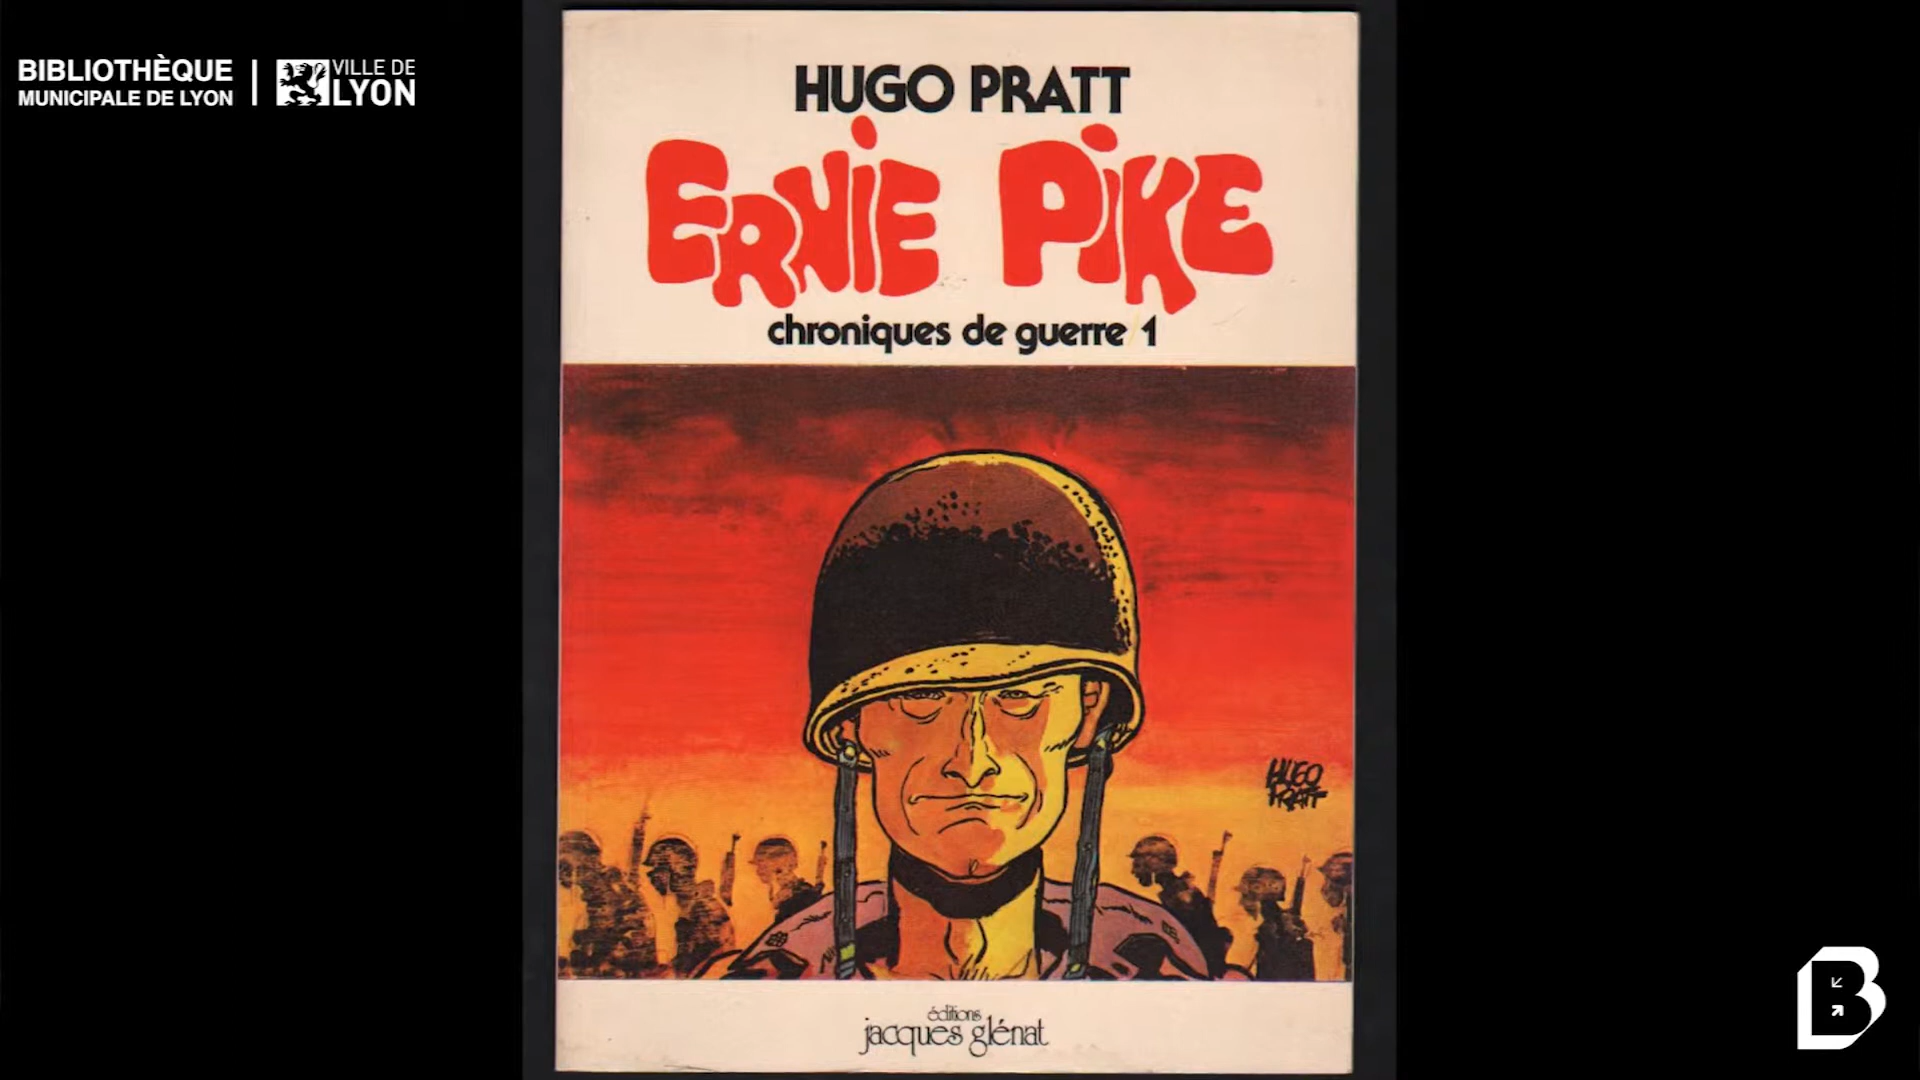 BIBLIOTHÈQUE
MUNICIPALE DE LYON
VILLE DE
LYON
HUGO PRATT
ERNIE PIKE
chroniques de guerre 1
HUGO
PRATT
éditions
jacques glénat
B